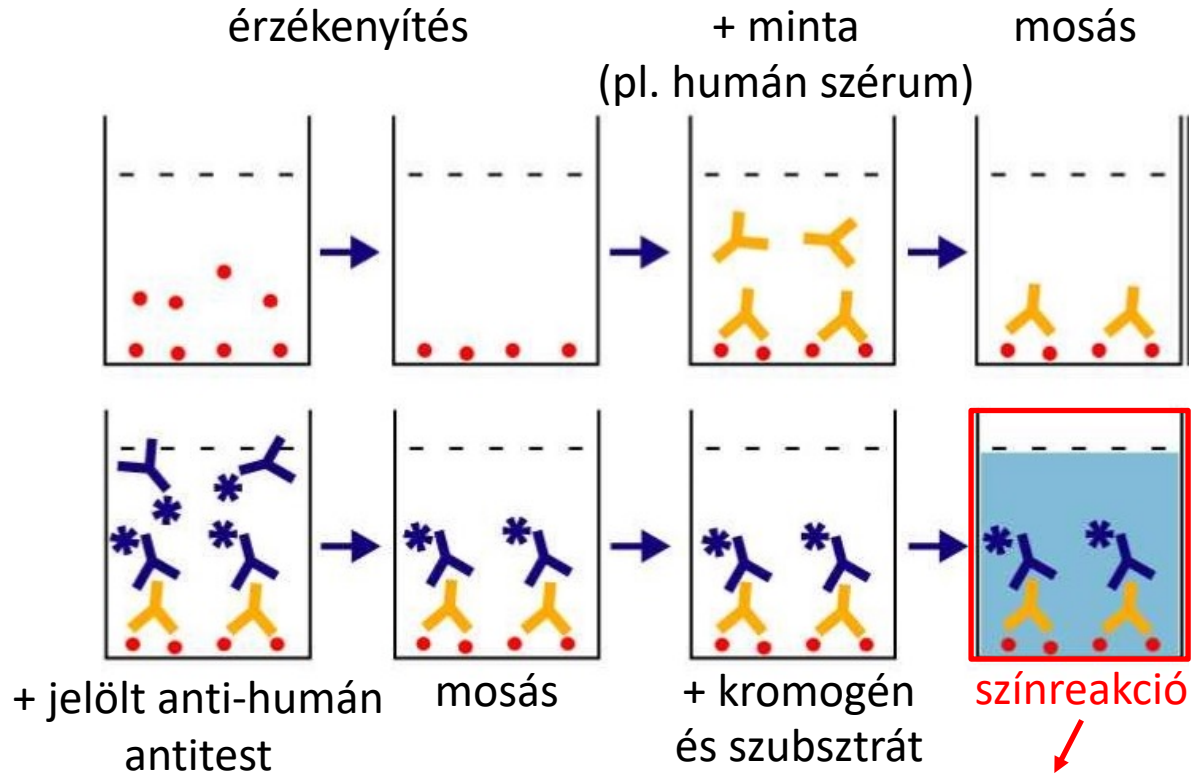 érzékenyítés
+ minta
(pl. humán szérum)
mosás
+ jelölt anti-humán
antitest
mosás
+ kromogén
és szubsztrát
színreakció